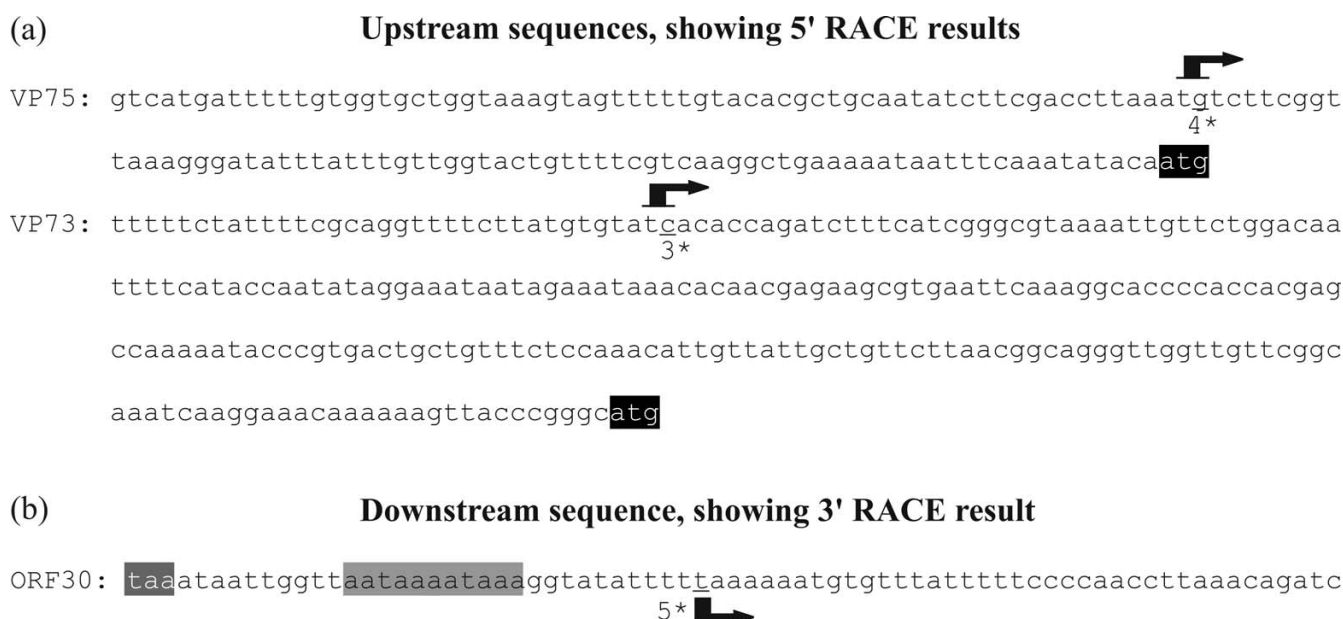 (a) Upstream sequences, showing 5' RACE results
VP75: gtcatgatttttgtggtgctggtaaagtagtttttgtacacgctgcaatatcttcgaccttaaatgtcttcggt
4*
taaagggatatttatttgttggtactgttttcgtcaaggctgaaaaataatttcaaatatacaatg
VP73: tttttctattttcgcaggttttcttatgtgtatcacaccagatctttcatcgggcgtaaaattgttctggacaa
3*
ttttcataccaatataggaaataatagaaataaacacaacgagaagcgtgaattcaaaggcaccccaccacgag
ccaaaaatacccgtgactgctgtttctccaaacattgttattgctgttcttaacggcagggttggttgttcggc
aaatcaaggaaacaaaaaagttacccgggcatg
(b) Downstream sequence, showing 3' RACE result
ORF30: taaataattggttaataaaataaaggtatatttttaaaaaatgtgtttatttttccccaaccttaaacagatc
5*